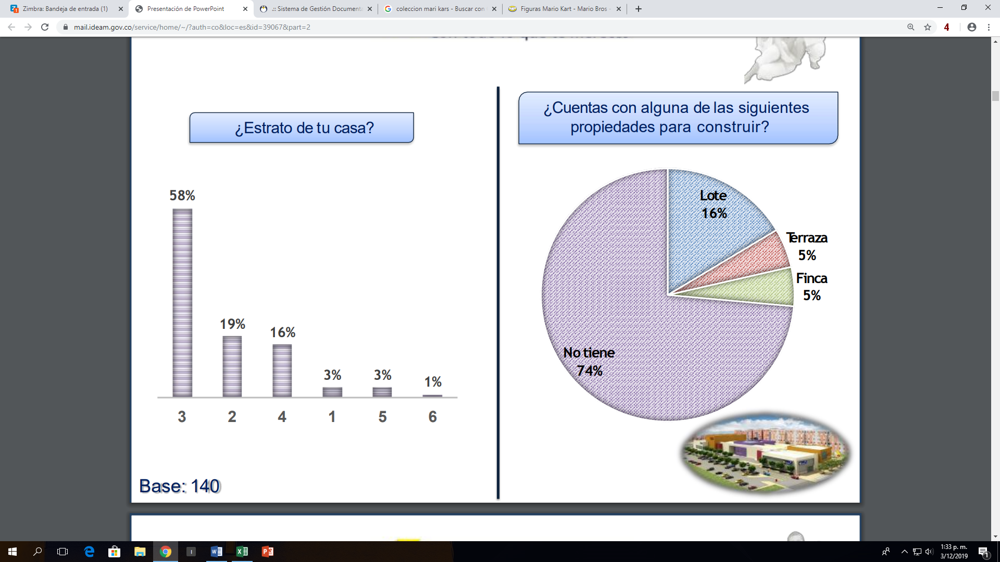 Zimbra: Bandeja de entrada (1)
Presentación de PowerPoint
.:: Sistema de Gestión Documenta
coleccion mari kars - Buscar con
Figuras Mario Kart - Mario Bros -
mail.ideam.gov.co/service/home/~/?auth=co&loc=es&id=39067&part=2
4
¿Estrato de tu casa?
58%
19%
16%
3%
3%
1%
3 2 4 1 5 6
Base: 140
¿Cuentas con alguna de las siguientes
propiedades para construir?
Lote
16%
Terraza
5%
Finca
5%
No tiene
74%
1:33 p. m.
3/12/2019
1